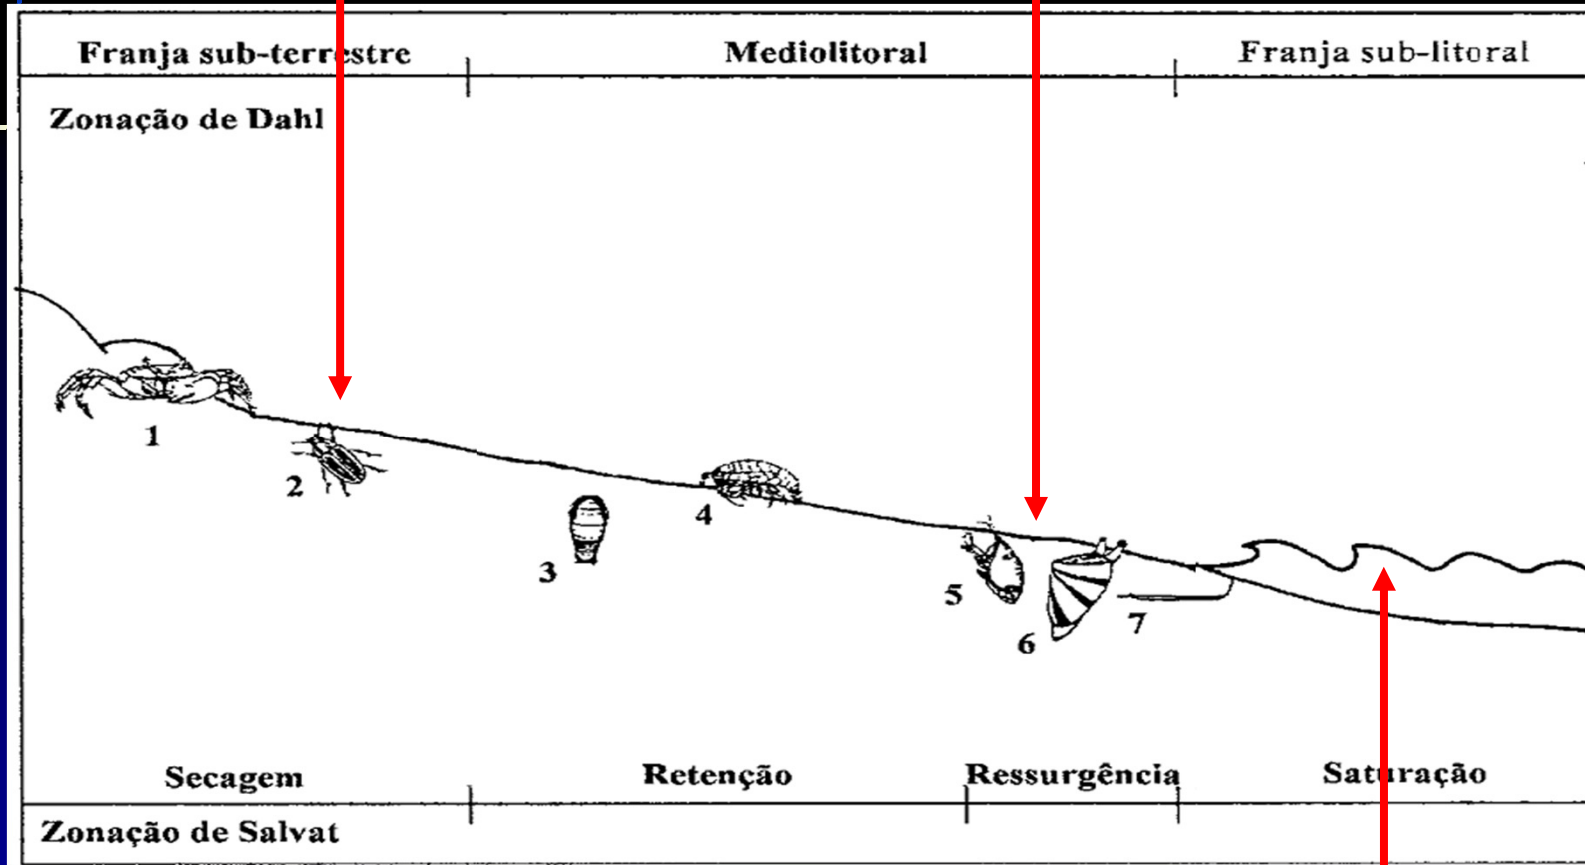 Franja sub-terrestre Mediolitoral Franja sub-litoral
Zonação de Dahl
1
2
3
4
5
6
7
Secagem Retenção Ressurgência Saturação
Zonação de Salvat